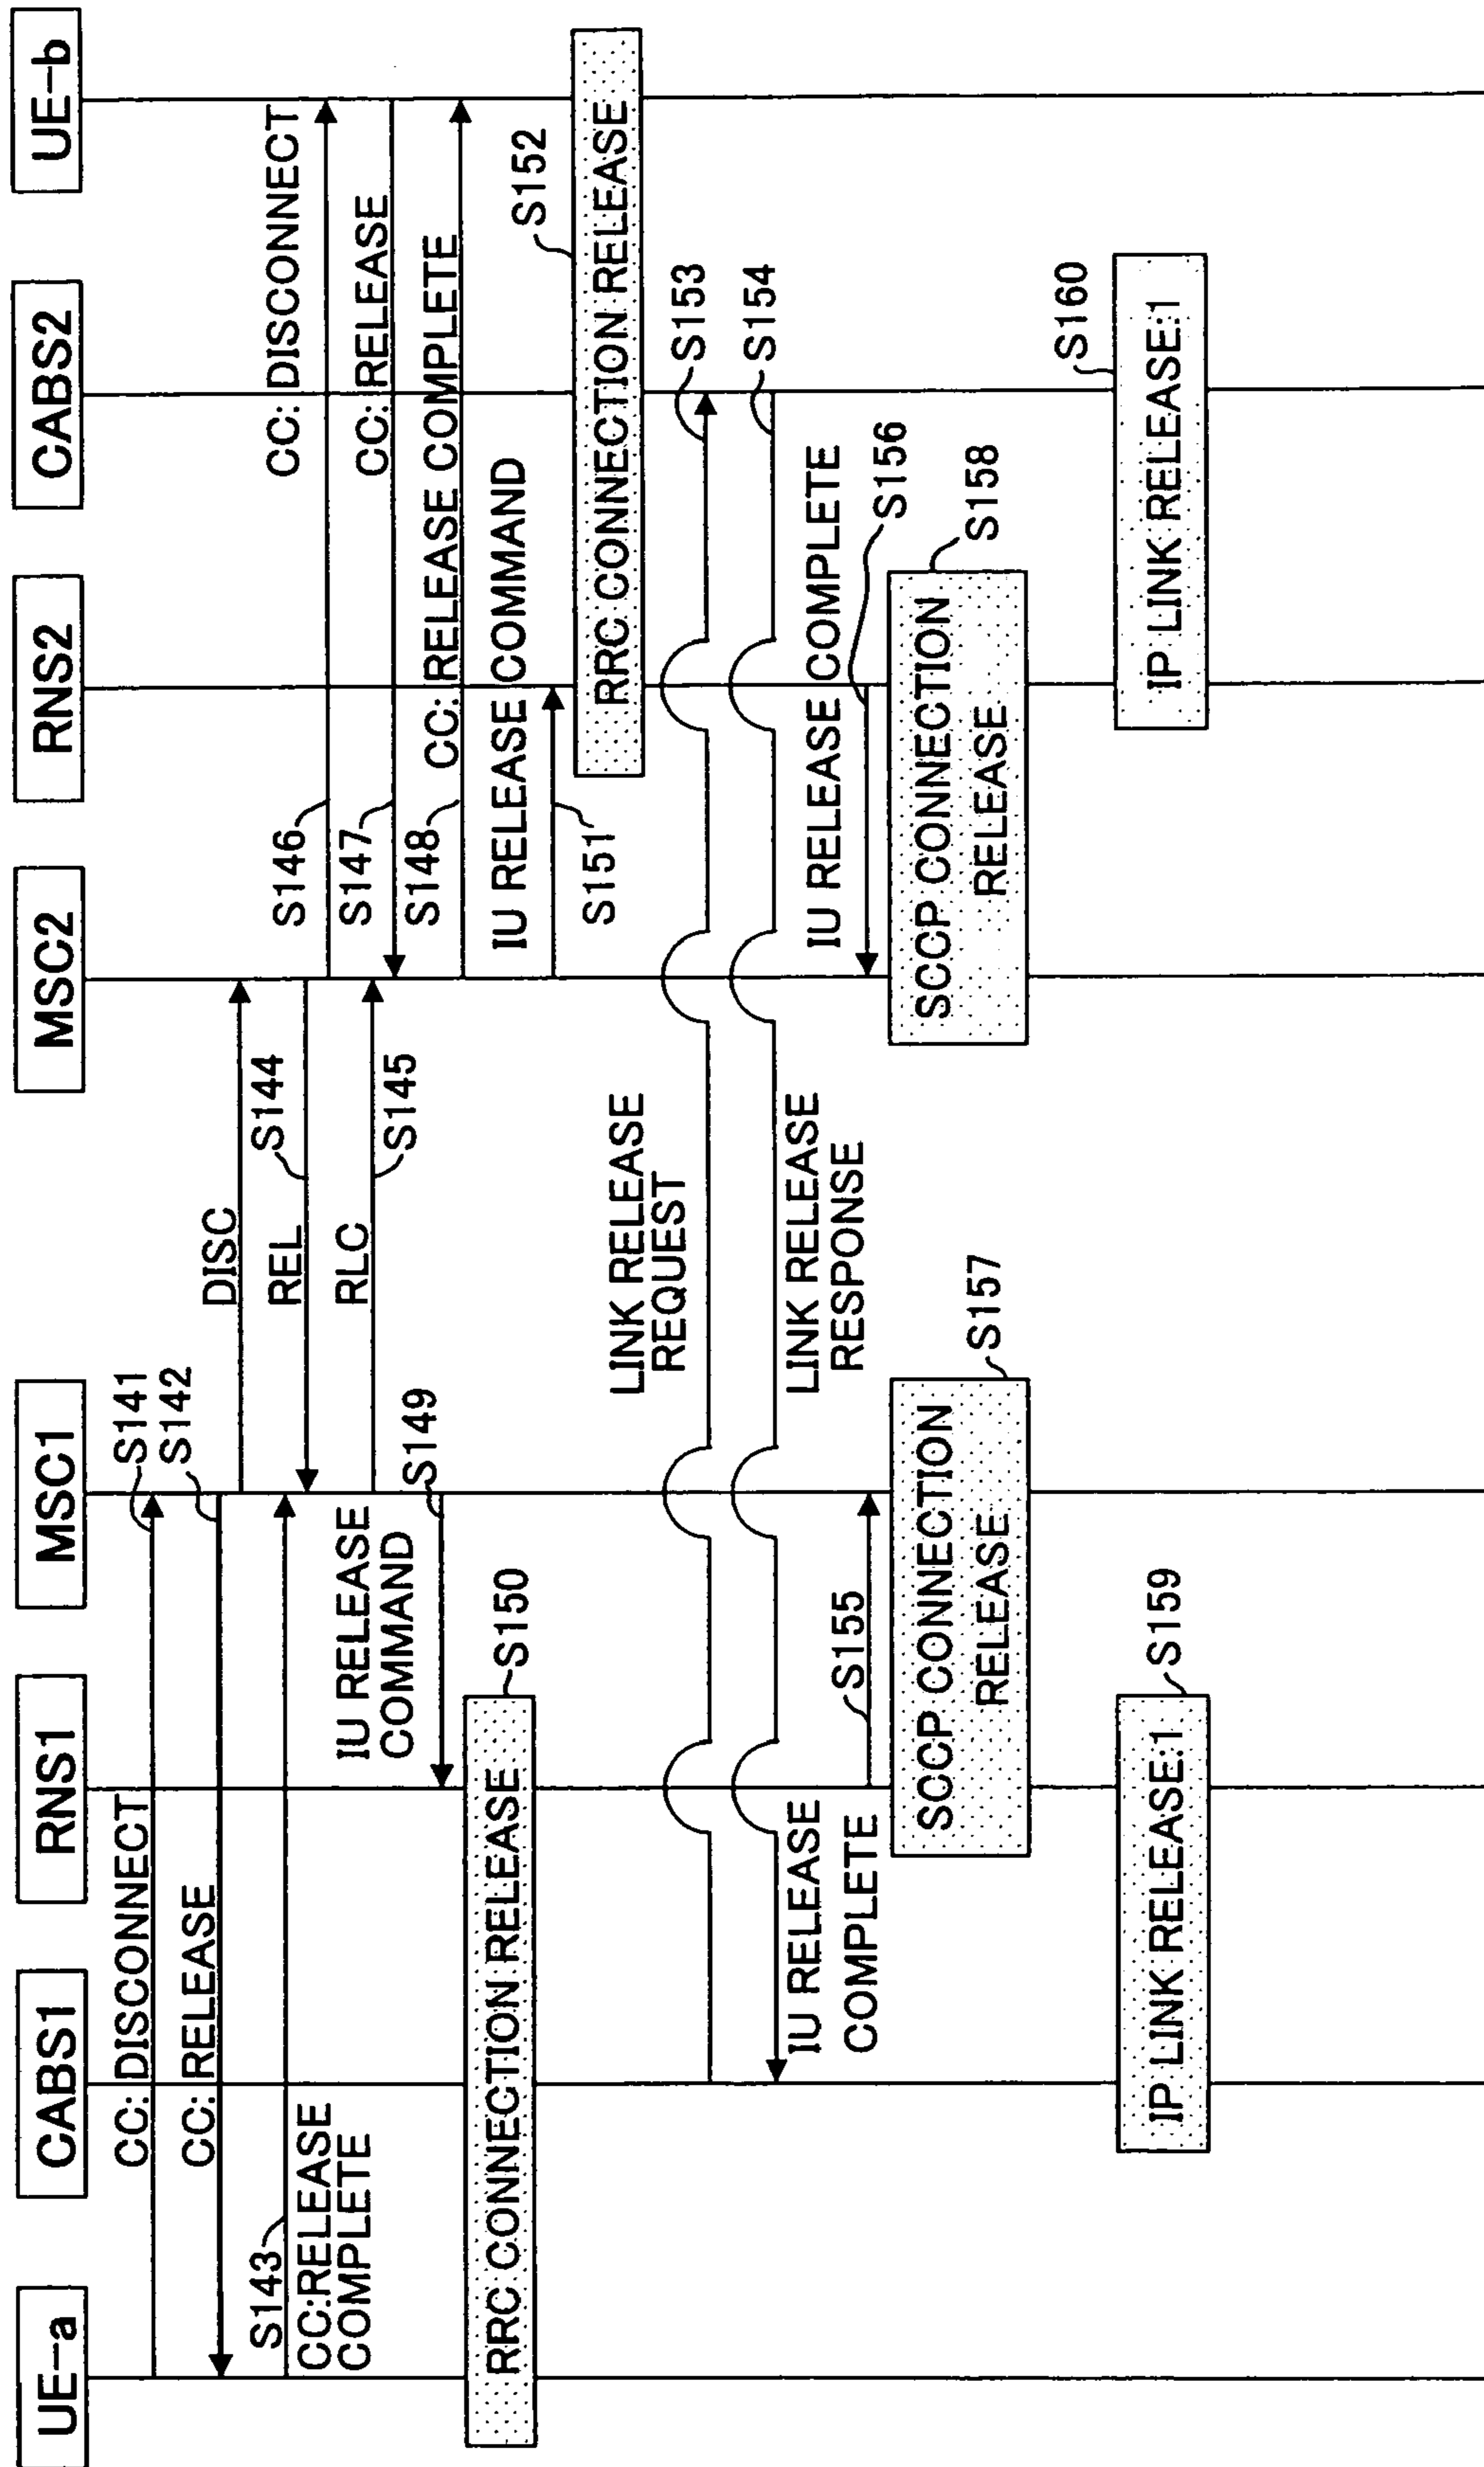 UE-a
CABS1
RNS1
MSC1
MSC2
RNS2
CABS2
UE-b
CC: DISCONNECT
S141
CC: RELEASE
S142
S143
CC:RELEASE
COMPLETE
DISC
REL
S144
RLC
S145
S146
CC: DISCONNECT
S147
CC: RELEASE
S148
CC: RELEASE COMPLETE
IU RELEASE
COMMAND
S149
RRC CONNECTION RELEASE
S150
IU RELEASE COMMAND
S151
RRC CONNECTION RELEASE
S152
LINK RELEASE
REQUEST
S153
LINK RELEASE
RESPONSE
S154
IU RELEASE
COMPLETE
S155
IU RELEASE COMPLETE
S156
SCCP CONNECTION
RELEASE
S157
SCCP CONNECTION
RELEASE
S158
IP LINK RELEASE:1
S159
IP LINK RELEASE:1
S160